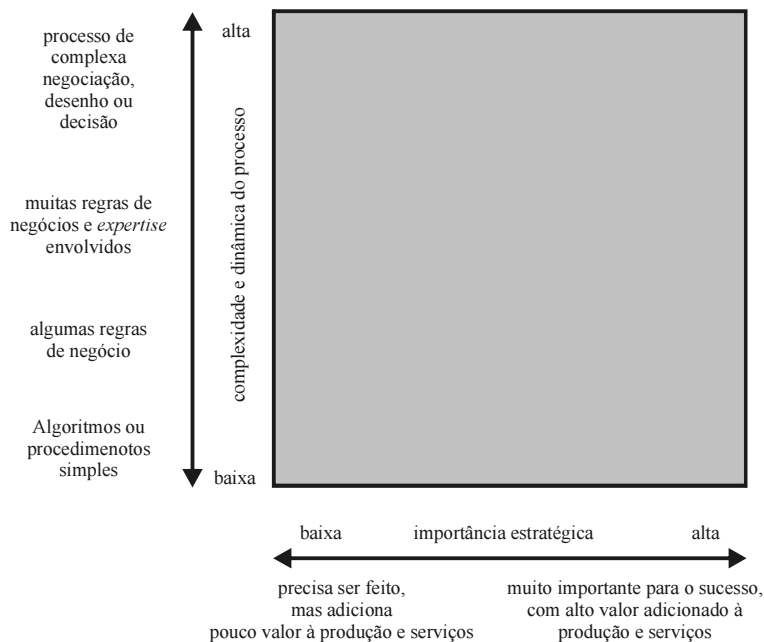 processo de
complexa
negociação,
desenho ou
decisão
muitas regras de
negócios e expertise
envolvidos
algumas regras
de negócio
Algoritmos ou
procedimenotos
simples
alta
complexidade e dinâmica do processo
baixa
baixa importância estratégica alta
precisa ser feito,
mas adiciona
pouco valor à produção e serviços
muito importante para o sucesso,
com alto valor adicionado à
produção e serviços